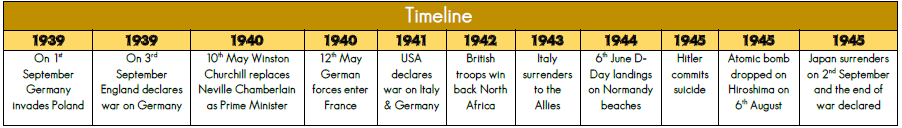 Timeline
1939 1939 1940 1940 1941 1942 1943 1944 1945 1945 1945
On 1st
September
Germany
invades Poland
On 3rd
September
England declares
war on Germany
10th May Winston
Churchill replaces
Neville Chamberlain
as Prime Minister
12th May
German
forces enter
France
USA
declares
war on Italy
& Germany
British
troops win
back North
Africa
Italy
surrenders
to the
Allies
6th June D-
Day landings
on Normandy
beaches
Hitler
commits
suicide
Atomic bomb
dropped on
Hiroshima on
6th August
Japan surrenders
on 2nd September
and the end of
war declared